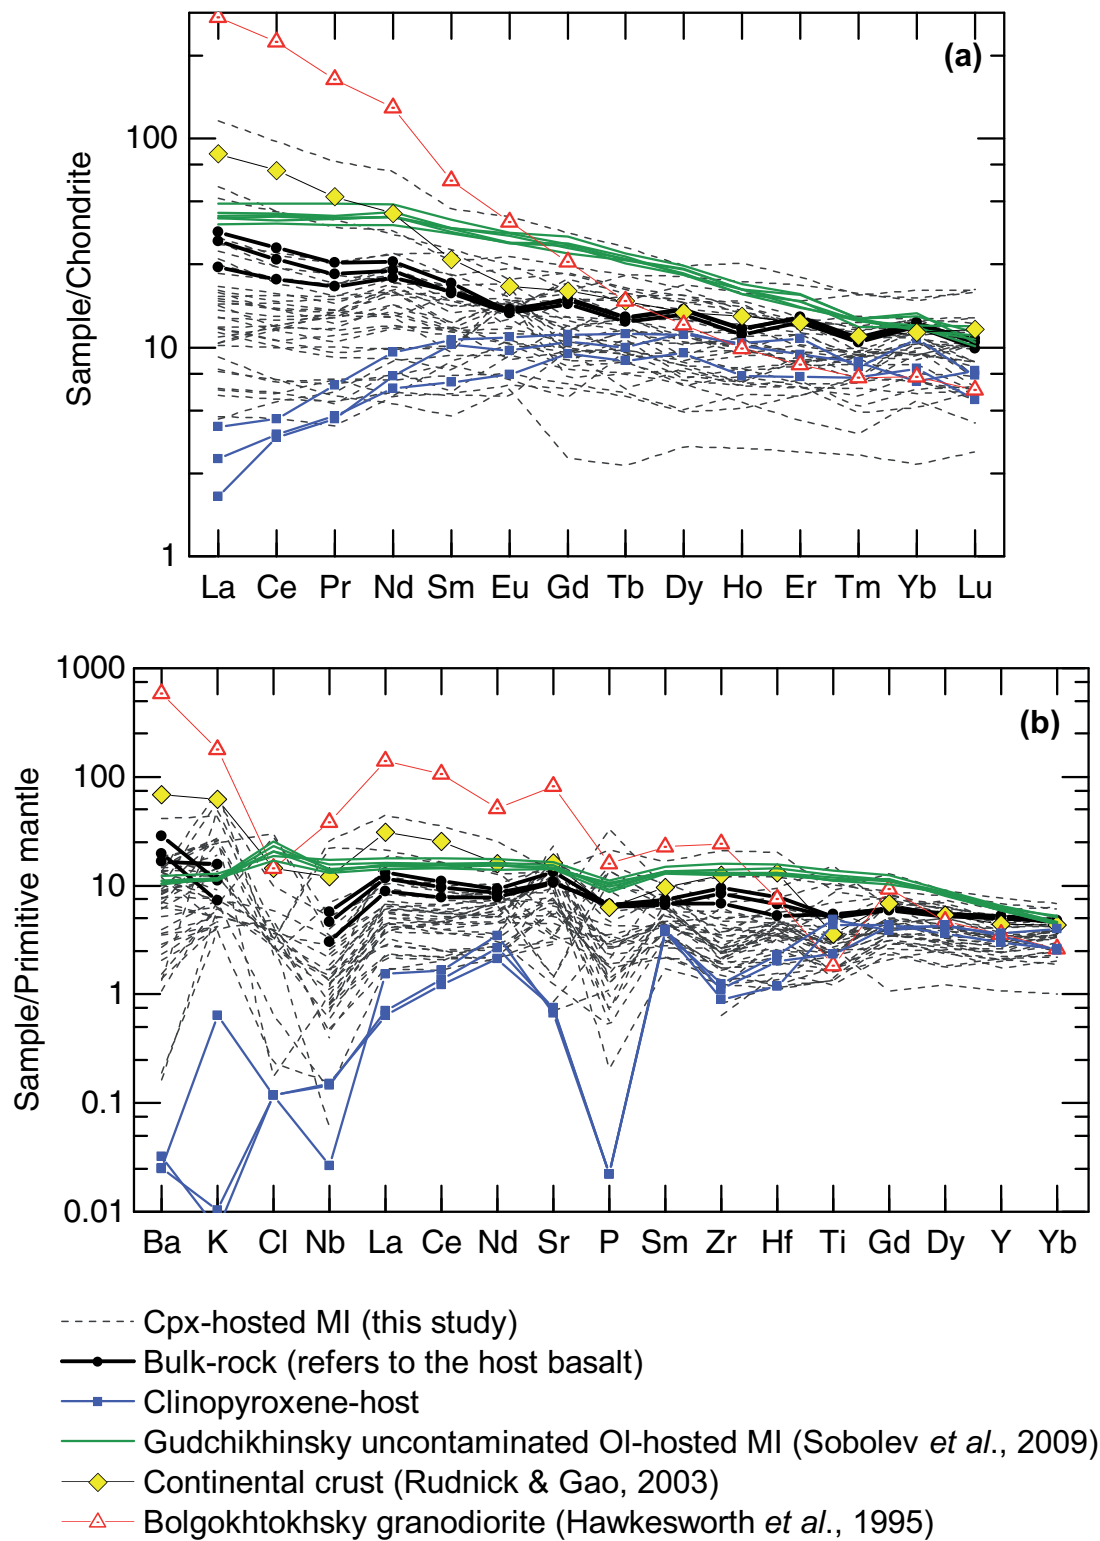 (a)
Sample/Chondrite
100
10
1
La Ce Pr Nd Sm Eu Gd Tb Dy Ho Er Tm Yb Lu
(b)
Sample/Primitive mantle
1000
100
10
1
0.1
0.01
Ba K Cl Nb La Ce Nd Sr P Sm Zr Hf Ti Gd Dy Y Yb
Cpx-hosted MI (this study)
Bulk-rock (refers to the host basalt)
Clinopyroxene-host
Gudchikhinsky uncontaminated Ol-hosted MI (Sobolev et al., 2009)
Continental crust (Rudnick & Gao, 2003)
Bolgokhtokhsky granodiorite (Hawkesworth et al., 1995)